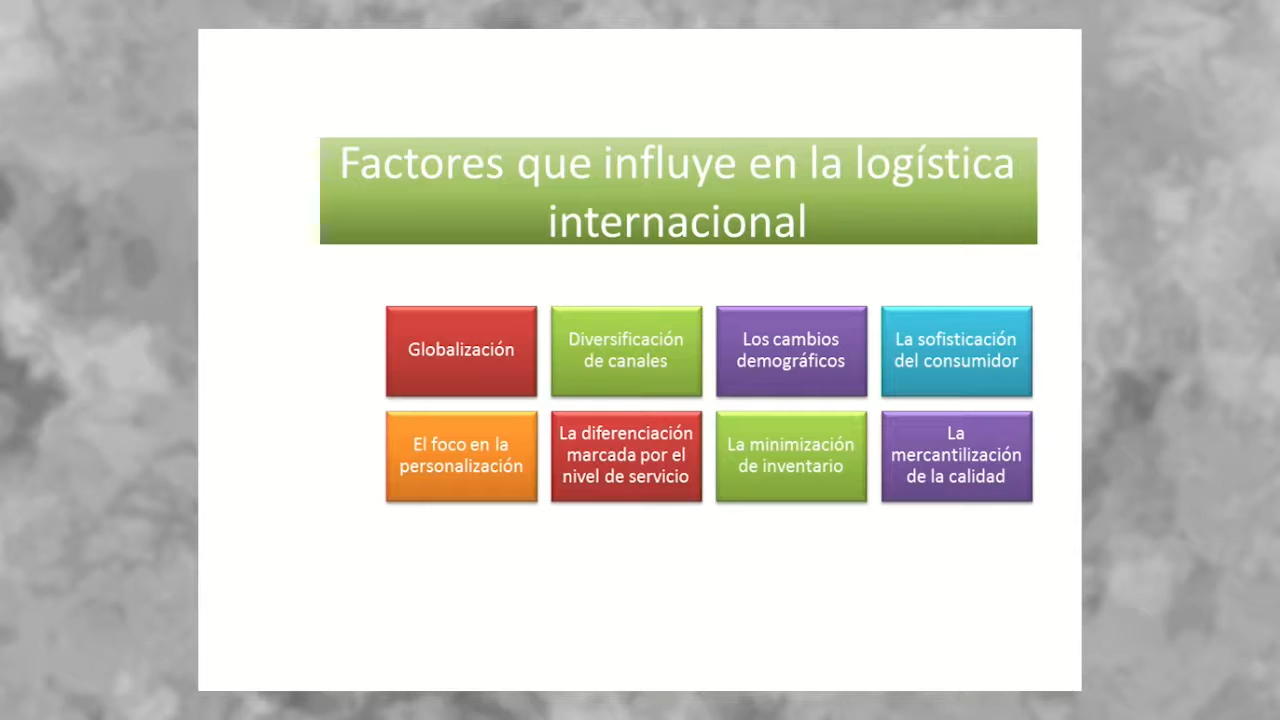 Factores que influye en la logística
internacional
Globalización
Diversificación
de canales
Los cambios
demográficos
La sofisticación
del consumidor
El foco en la
personalización
La diferenciación
marcada por el
nivel de servicio
La minimización
de inventario
La
mercantilización
de la calidad